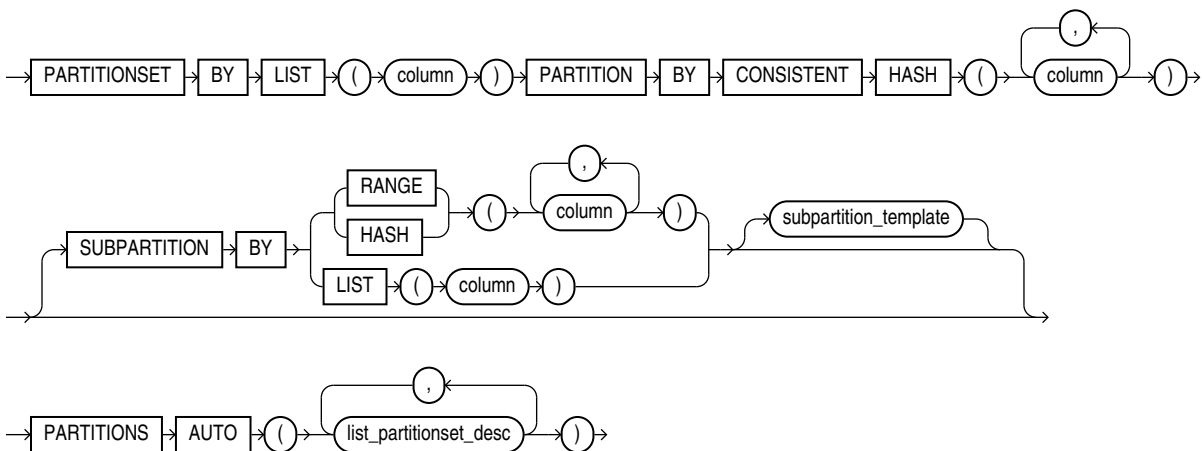 PARTITIONSET BY LIST ( column ) PARTITION BY CONSISTENT HASH ( column , )
SUBPARTITION BY RANGE HASH ( column , ) LIST ( column ) subpartition_template
PARTITIONS AUTO ( list_partitionset_desc , )